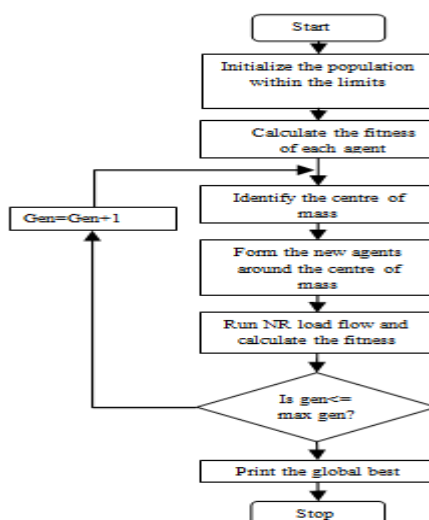 Start
Initialize the population
within the limits
Calculate the fitness
of each agent
Identify the centre of
mass
Gen=Gen+1
Form the new agents
around the centre of
mass
Run NR load flow and
calculate the fitness
Is gen<=
max gen?
Print the global best
Stop